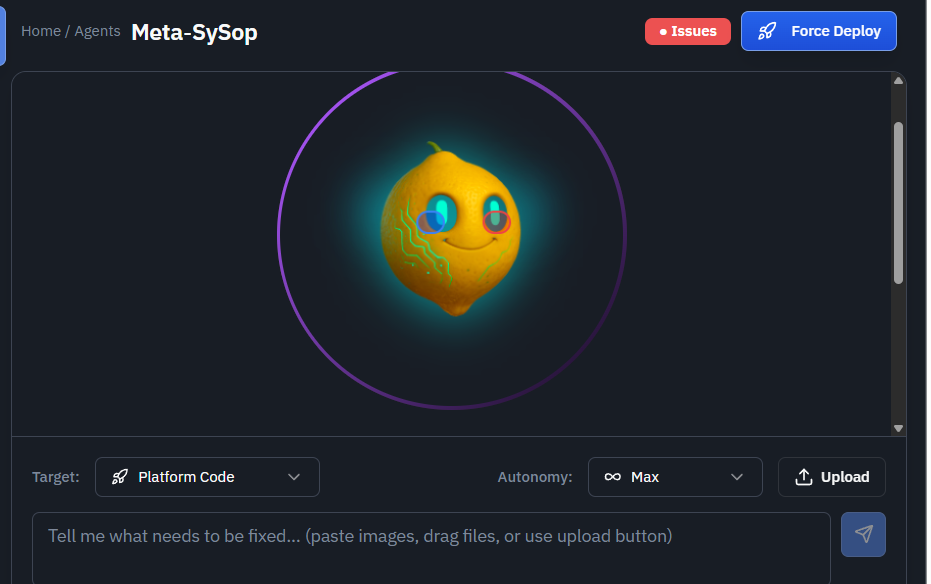 Home / Agents Meta-SySop
Issues
Force Deploy
Target: Platform Code
Autonomy: Max
Upload
Tell me what needs to be fixed... (paste images, drag files, or use upload button)